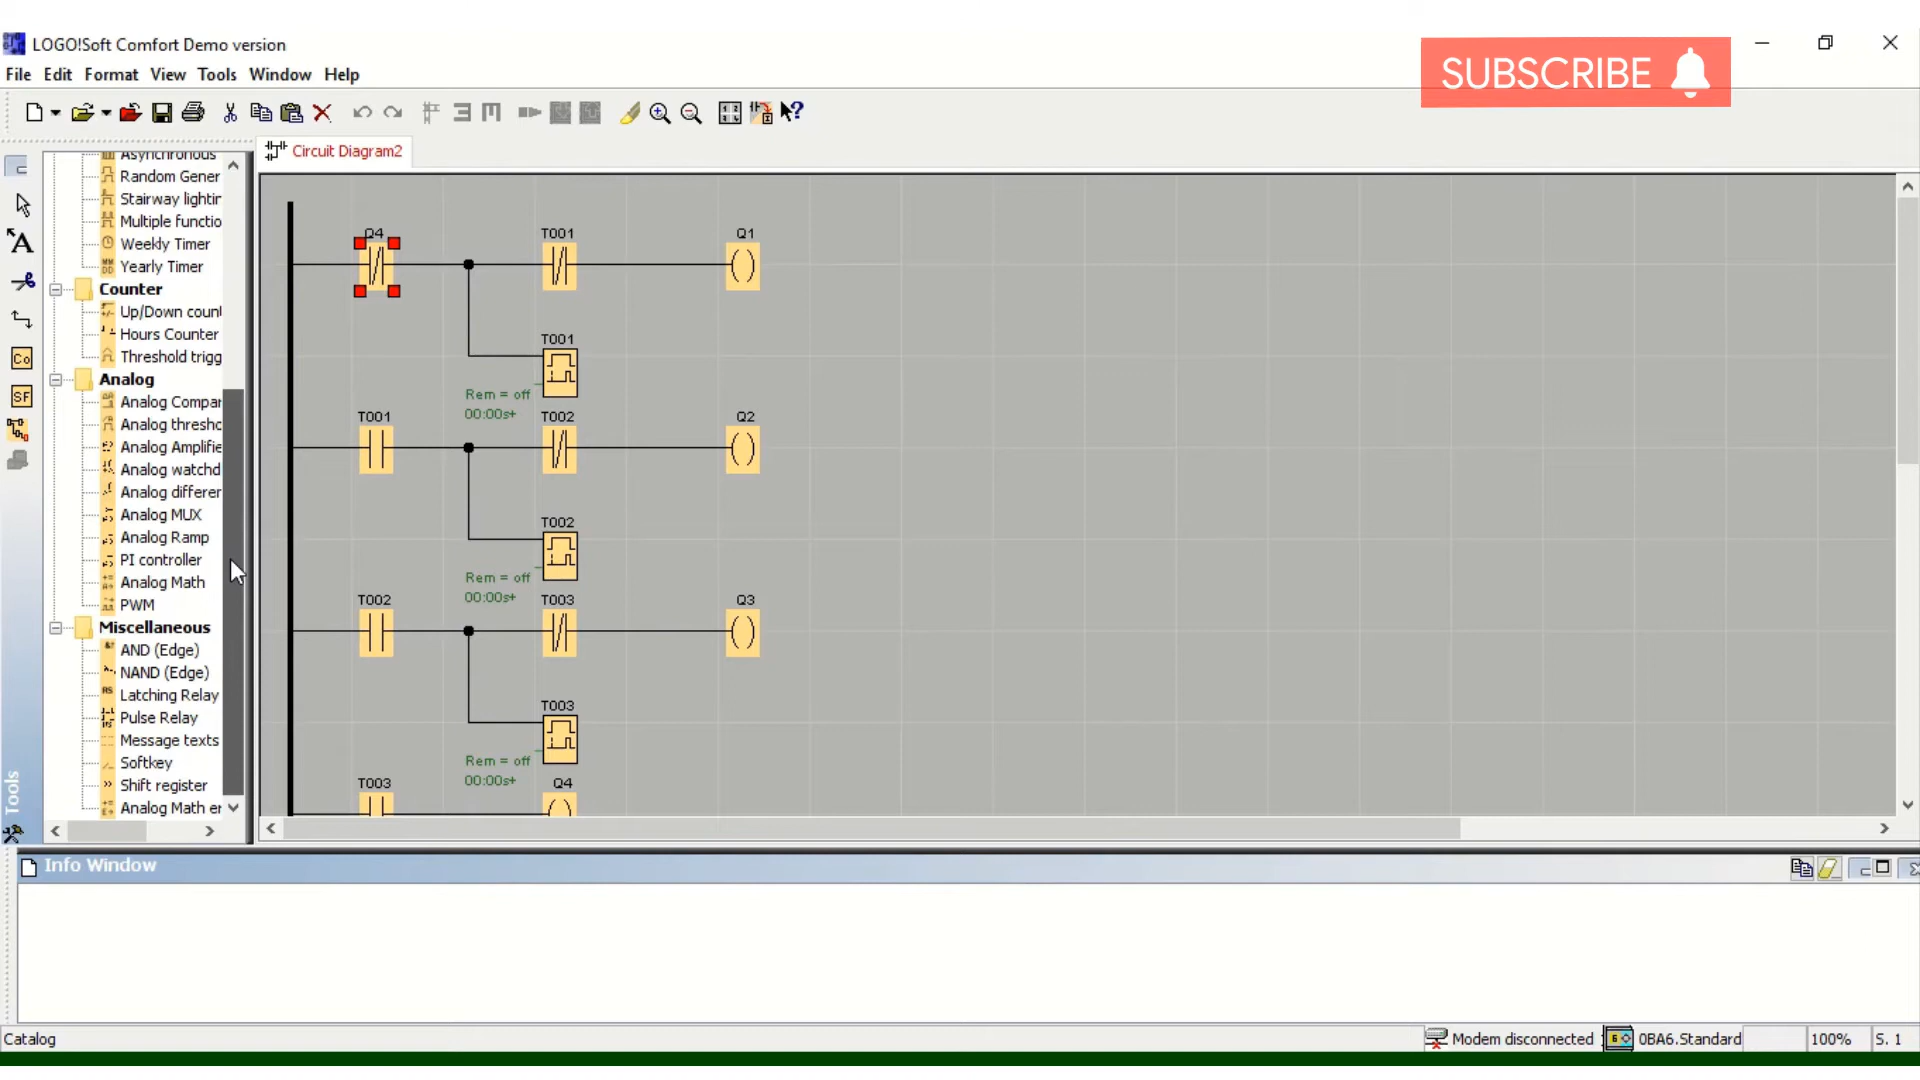 LOGO!Soft Comfort Demo version
SUBSCRIBE
File Edit Format View Tools Window Help
Circuit Diagram2
Asynchronous
Random Gener
Stairway lightin
Multiple functio
Weekly Timer
Yearly Timer
Counter
Up/Down coun
Hours Counter
Threshold trigg
Analog
Analog Compar
Analog thresho
Analog Amplifie
Analog watchd
Analog differen
Analog MUX
Analog Ramp
PI controller
Analog Math
PWM
Miscellaneous
AND (Edge)
NAND (Edge)
Latching Relay
Pulse Relay
Message texts
Softkey
Shift register
Analog Math er
Co
SF
Tools
Q4 T001 Q1
T001
Rem = off
00:00s+
T001 T002 Q2
T002
Rem = off
00:00s+
T002 T003 Q3
T003
Rem = off
00:00s+
T003 Q4
Info Window
Catalog
Modem disconnected
0BA6.Standard
100%
S. 1